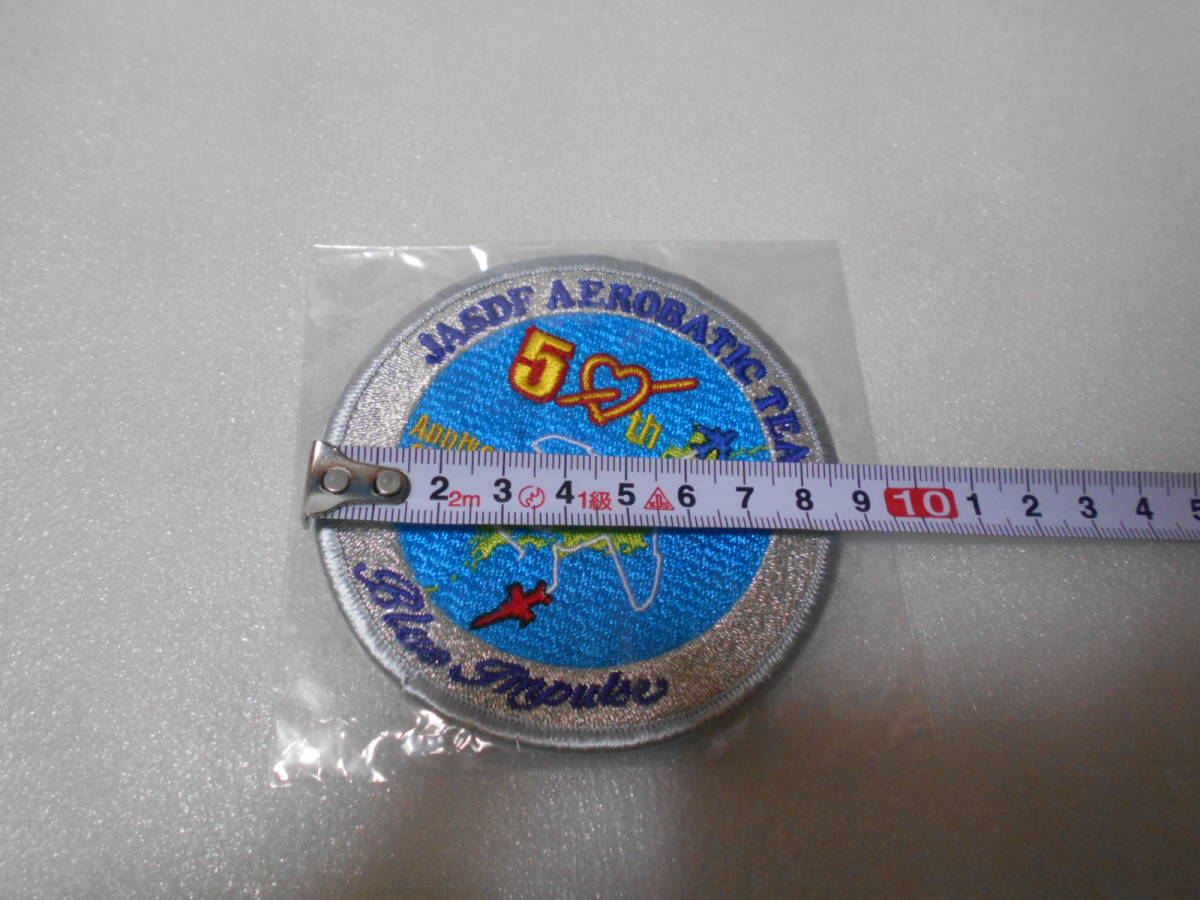 JASDF AEROBATIC TEA
5
th
2 2m 3 4 1級 5 6 7 8 9 10 1 2 3 4 5
Blue Impulse